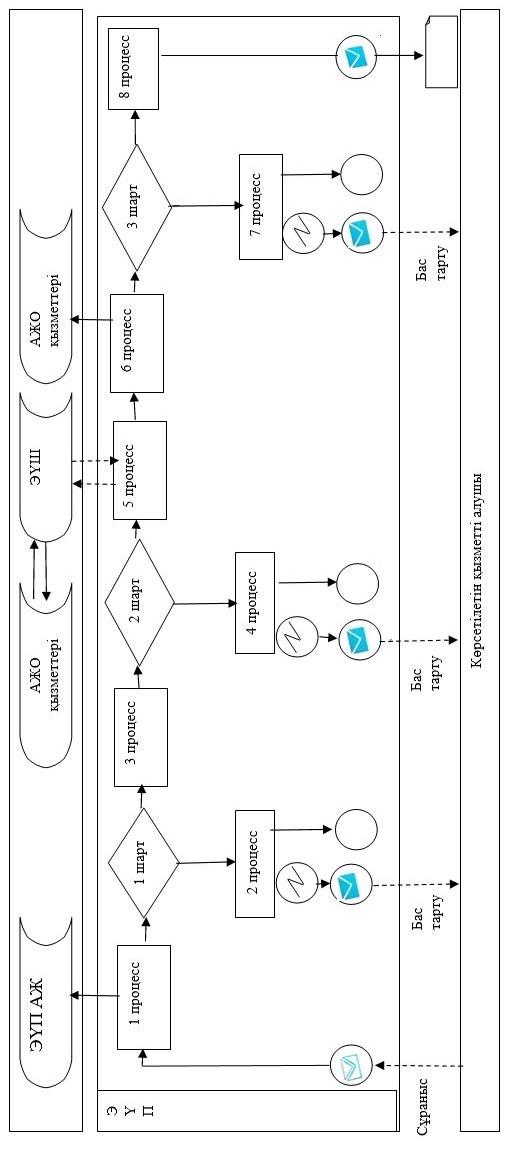 ЭҮП АЖ
АЖО
қызметтері
ЭҮШ
АЖО
қызметтері
Э
Ү
П
1 процесс
1 шарт
3 процесс
2 шарт
5 процесс
6 процесс
3 шарт
8 процесс
2 процесс
4 процесс
7 процесс
Сұраныс
Бас
тарту
Бас
тарту
Бас
тарту
Көрсетілетін қызметті алушы